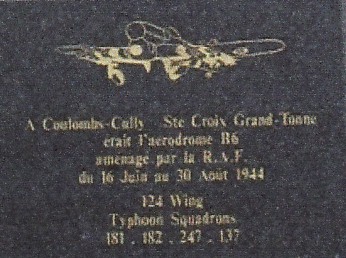 A Coulombs-Cully Ste Croix Grand-Tonne
était l'aerodrome B6
aménagé par la R.A.F.
du 16 Juin au 30 Août 1944
124 Wing
Typhoon Squadrons
181 . 182 . 247 . 137